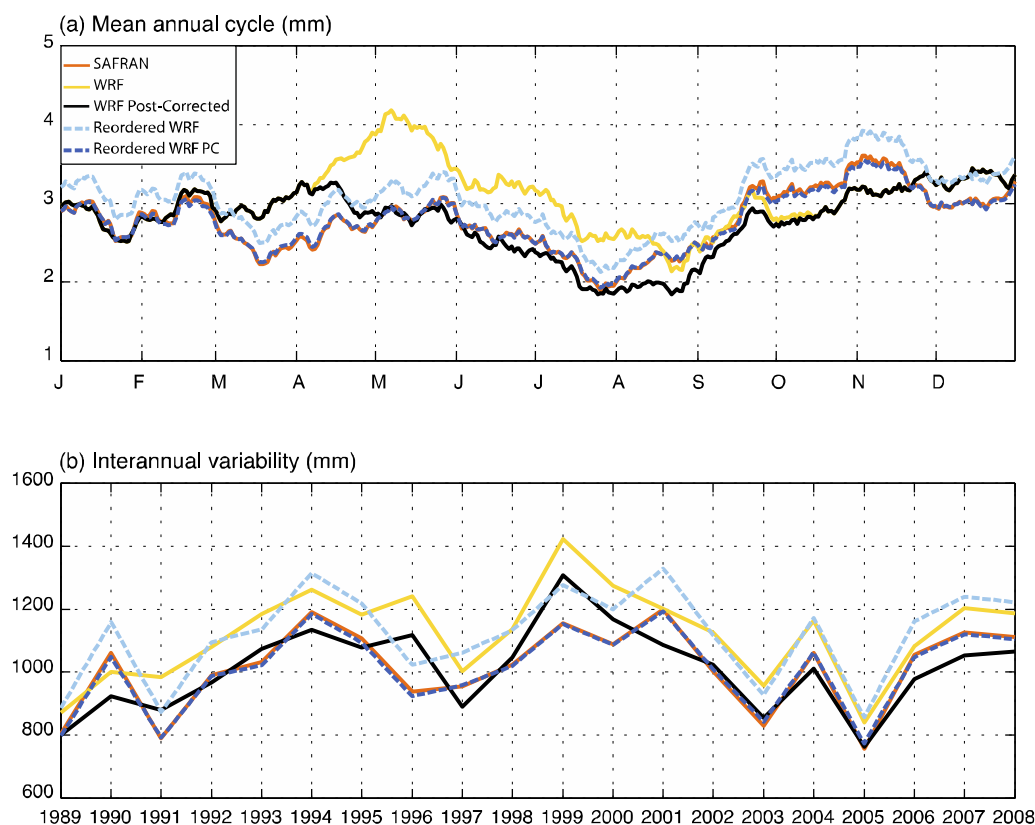 (a) Mean annual cycle (mm)
5
SAFRAN
WRF
WRF Post-Corrected
4
Reordered WRF
Reordered WRF PC
3
2
1
J F M A M J J A S O N D
(b) Interannual variability (mm)
1600
1400
1200
1000
800
600
1989 1990 1991 1992 1993 1994 1995 1996 1997 1998 1999 2000 2001 2002 2003 2004 2005 2006 2007 2008